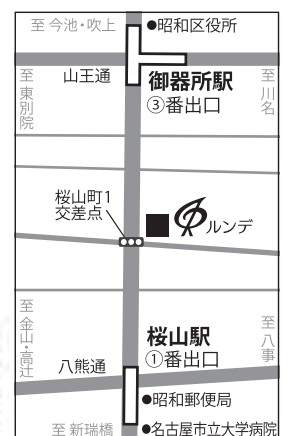 至 今池・吹上
●昭和区役所
山王通
御器所駅
③番出口
至 東別院
至 川名
桜山町1
交差点
ルンデ
至 金山・高辻
桜山駅
①番出口
至 八事
八熊通
●昭和郵便局
至 新瑞橋
●名古屋市立大学病院